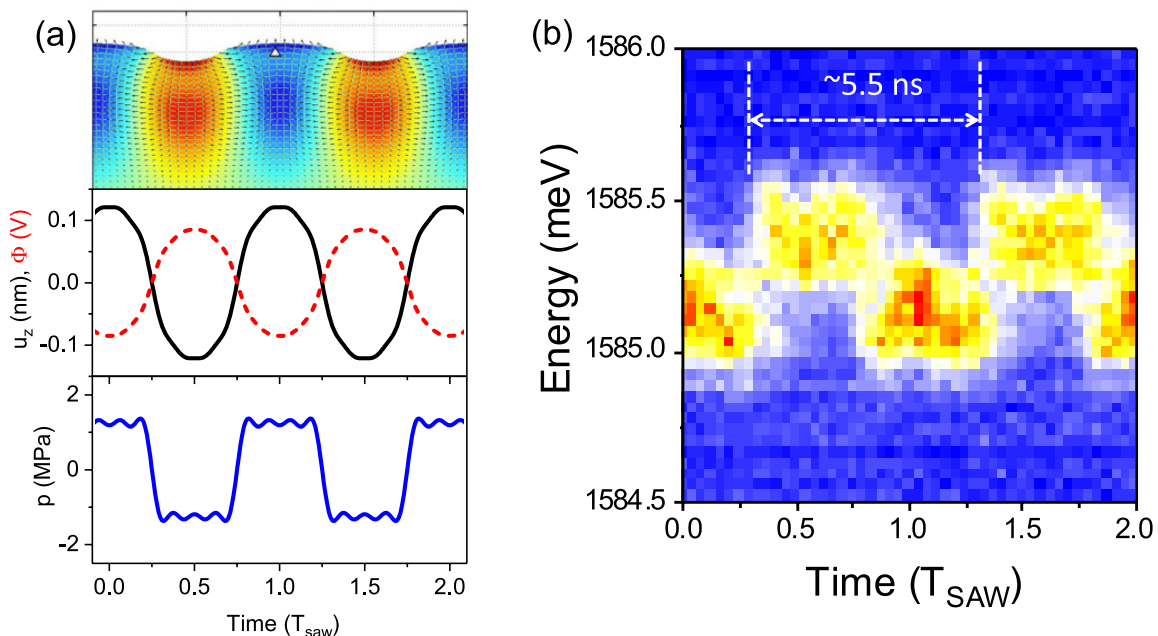 (a)
0.1
0.0
-0.1
u_z (nm), Φ (V)
2
0
-2
p (MPa)
0.0 0.5 1.0 1.5 2.0
Time (T_saw)
(b)
1586.0
1585.5
1585.0
1584.5
Energy (meV)
~5.5 ns
0.0 0.5 1.0 1.5 2.0
Time (T_SAW)